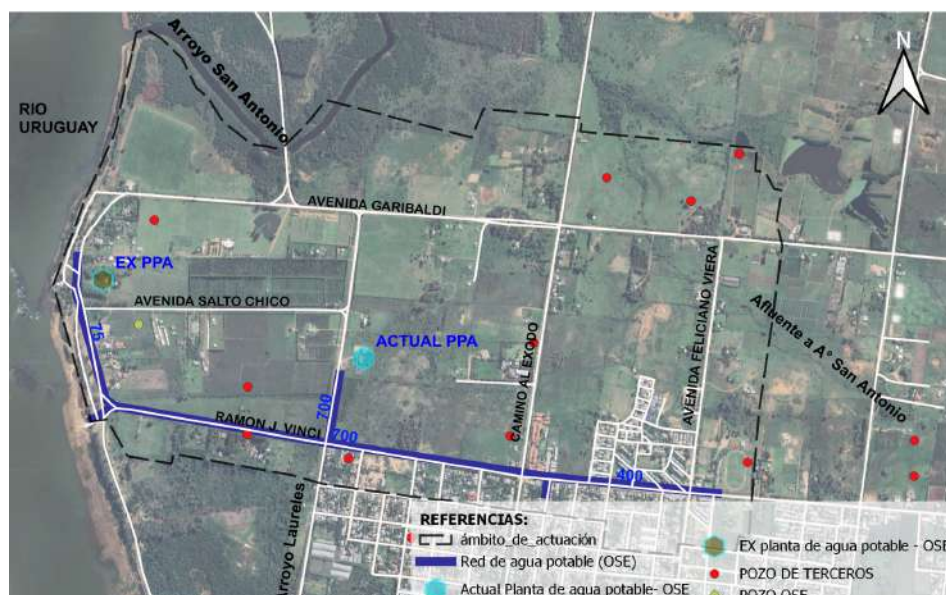 N
Arroyo San Antonio
RIO
URUGUAY
AVENIDA GARIBALDI
EX PPA
AVENIDA SALTO CHICO
75
ACTUAL PPA
CAMINO AL EXODO
AVENIDA FELICIANO VIERA
Afluente a A° San Antonio
700
RAMON J. VINCI
700
400
Arroyo Laureles
REFERENCIAS:
ámbito_de_actuación
Red de agua potable (OSE)
Actual Planta de agua potable- OSE
EX planta de agua potable - OSE
POZO DE TERCEROS
POZO OSE